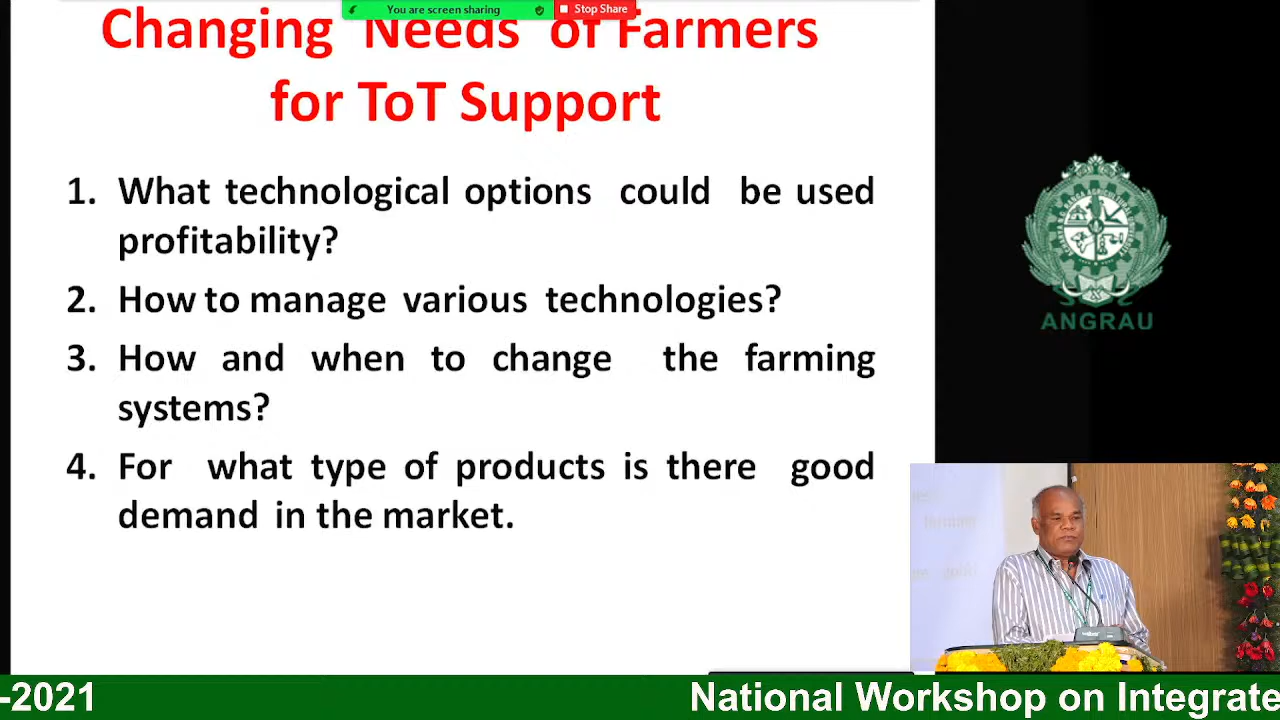 You are screen sharing
Stop Share
Changing Needs of Farmers
for ToT Support
1. What technological options could be used
profitability?
2. How to manage various technologies?
3. How and when to change the farming
systems?
4. For what type of products is there good
demand in the market.
ANGRAU
-2021
National Workshop on Integrate